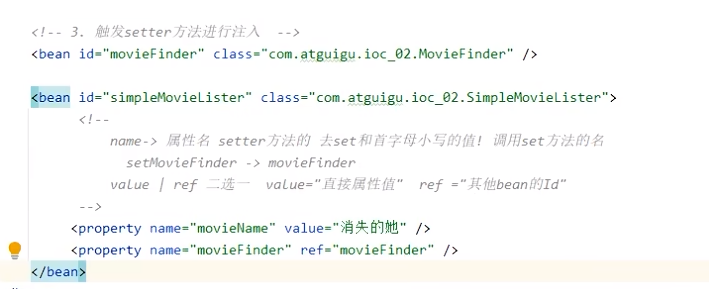 <!-- 3. 触发setter方法进行注入  -->
<bean id="movieFinder" class="com.atguigu.ioc_02.MovieFinder" />
<bean id="simpleMovieLister" class="com.atguigu.ioc_02.SimpleMovieLister">
<!--
name-> 属性名 setter方法的 去set和首字母小写的值! 调用set方法的名
setMovieFinder -> movieFinder
value | ref 二选一  value="直接属性值"  ref ="其他bean的Id"
-->
<property name="movieName" value="消失的她" />
<property name="movieFinder" ref="movieFinder" />
</bean>